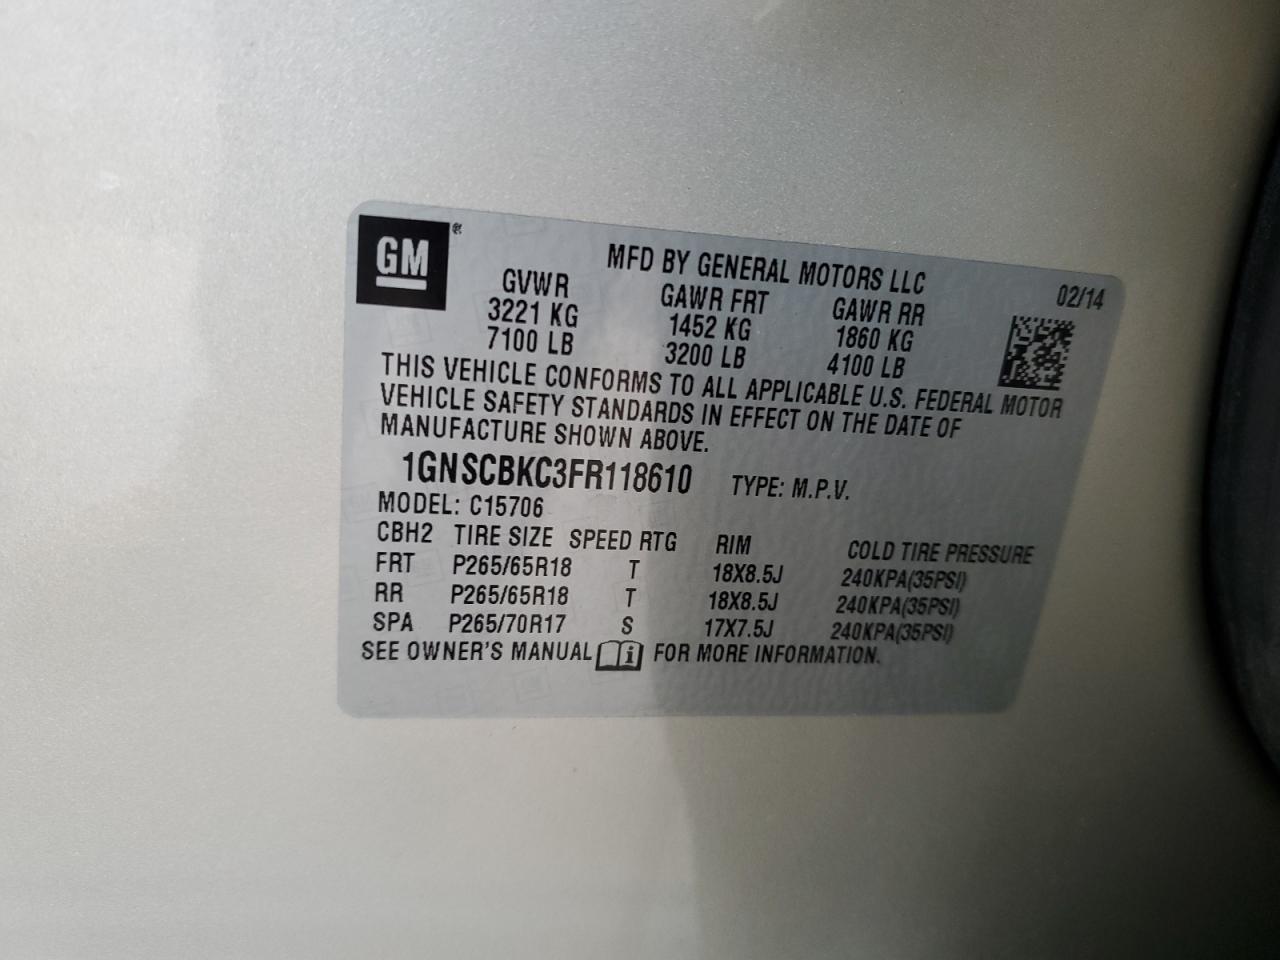 GM
MFD BY GENERAL MOTORS LLC
02/14
GVWR GAWR FRT GAWR RR
3221 KG 1452 KG 1860 KG
7100 LB 3200 LB 4100 LB
THIS VEHICLE CONFORMS TO ALL APPLICABLE U.S. FEDERAL MOTOR
VEHICLE SAFETY STANDARDS IN EFFECT ON THE DATE OF
MANUFACTURE SHOWN ABOVE.
1GNSCBKC3FR118610 TYPE: M.P.V.
MODEL: C15706
CBH2 TIRE SIZE SPEED RTG RIM COLD TIRE PRESSURE
FRT P265/65R18 T 18X8.5J 240KPA(35PSI)
RR P265/65R18 T 18X8.5J 240KPA(35PSI)
SPA P265/70R17 S 17X7.5J 240KPA(35PSI)
SEE OWNER'S MANUAL i FOR MORE INFORMATION.